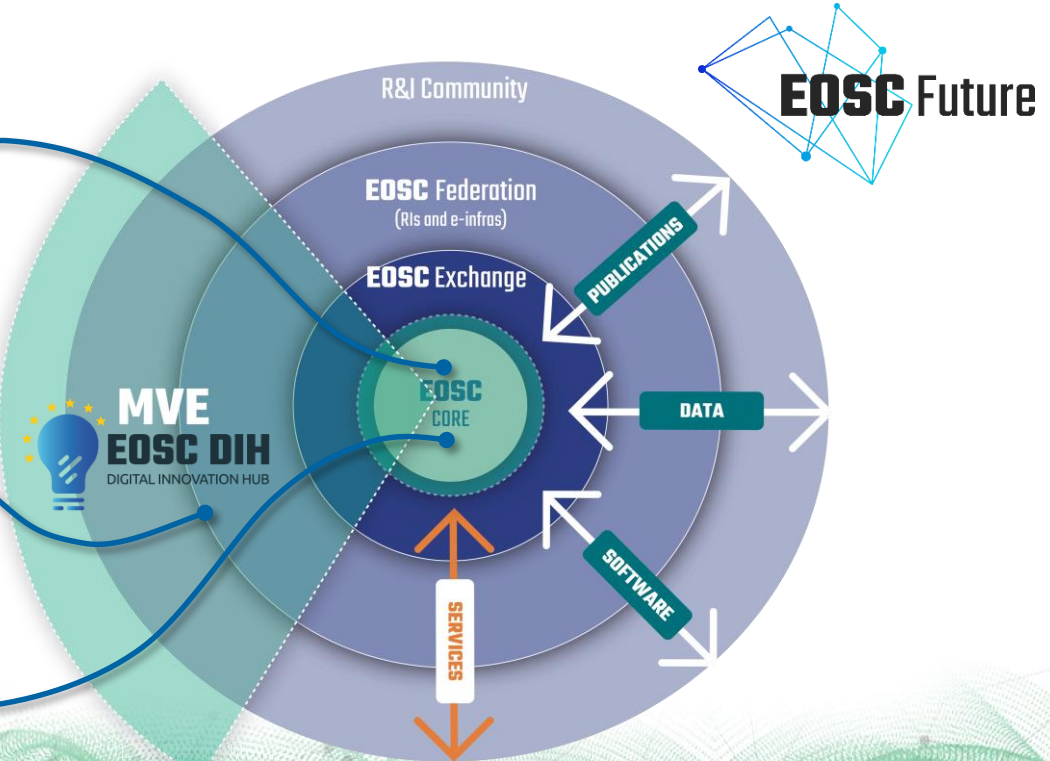 EOSC Future
R&I Community
EOSC Federation
(RIs and e-infras)
EOSC Exchange
EOSC
CORE
MVE
EOSC DIH
DIGITAL INNOVATION HUB
PUBLICATIONS
DATA
SOFTWARE
SERVICES